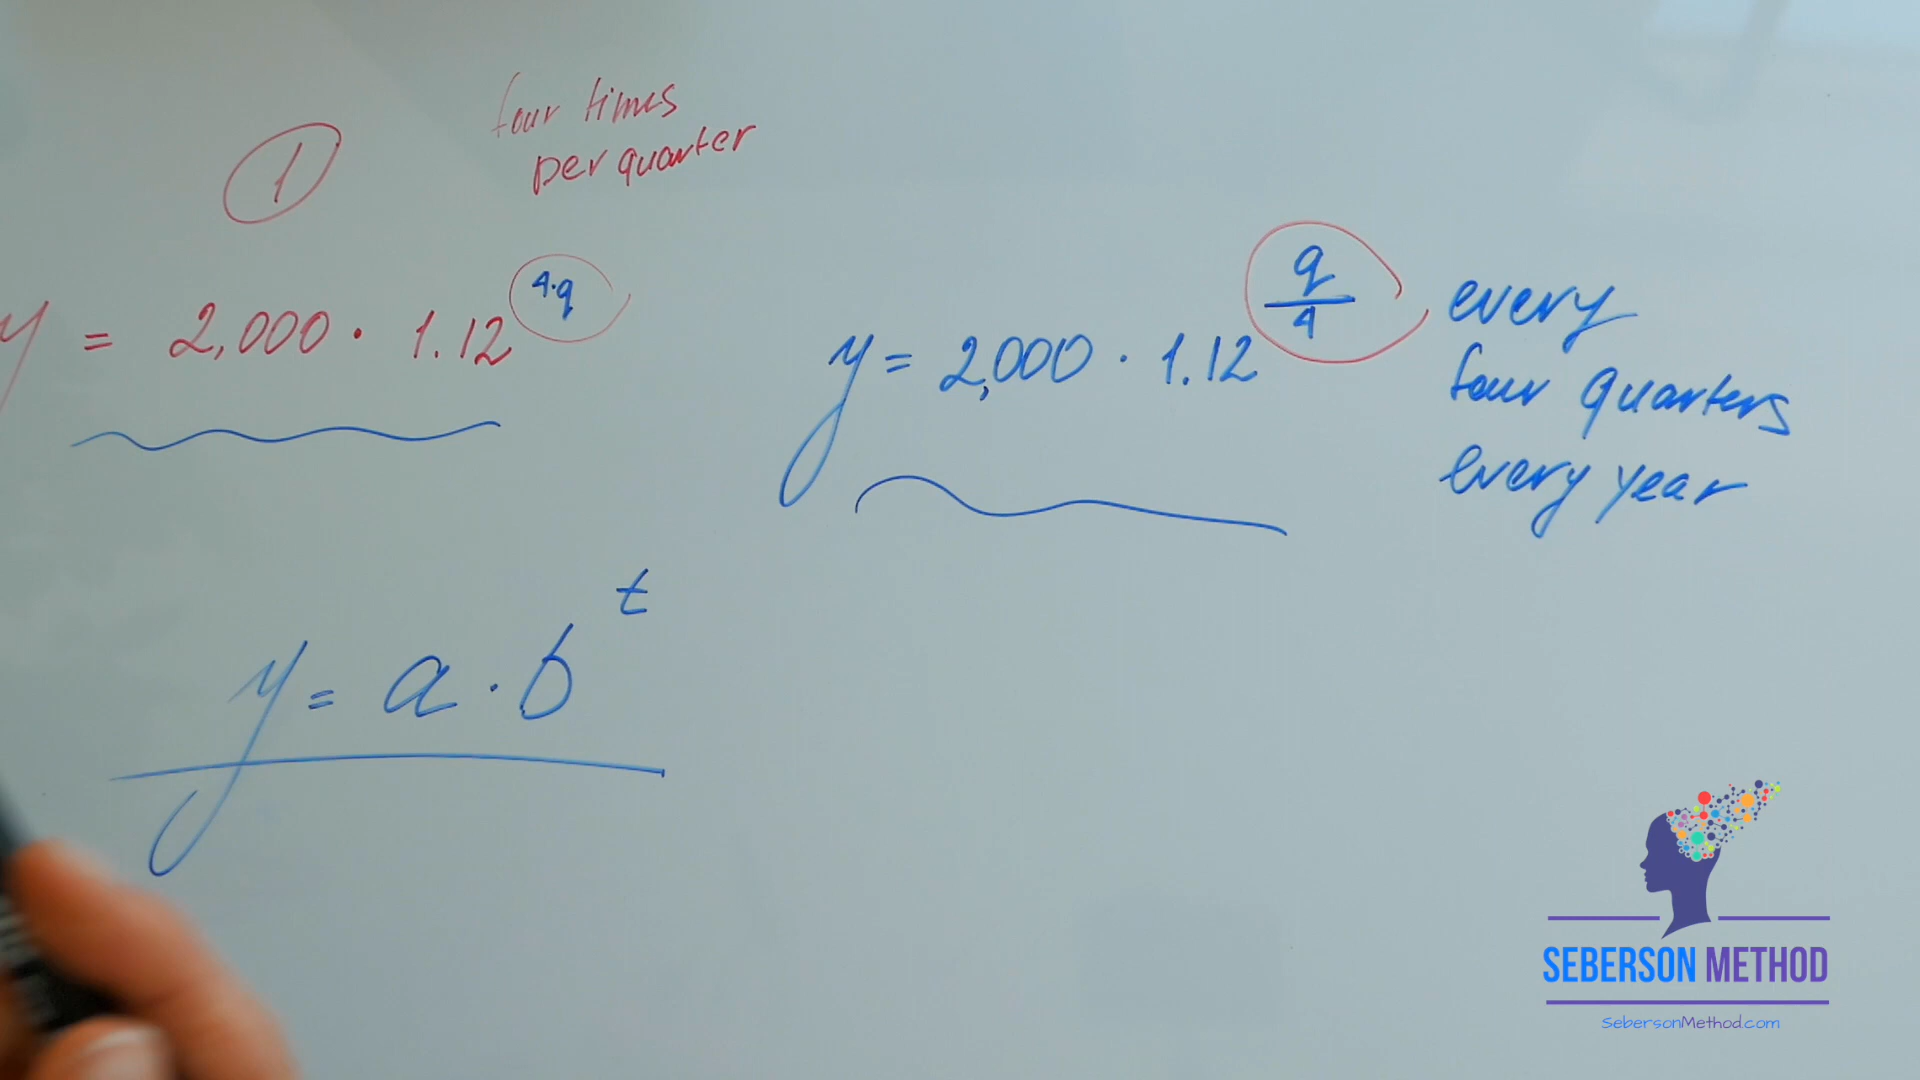 1
four times
per quarter
y = 2,000 · 1.12^{4·q}
y = 2,000 · 1.12^{q/4}
every
four quarters
every year
y = a · b^t
SEBERSON METHOD
SebersonMethod.com